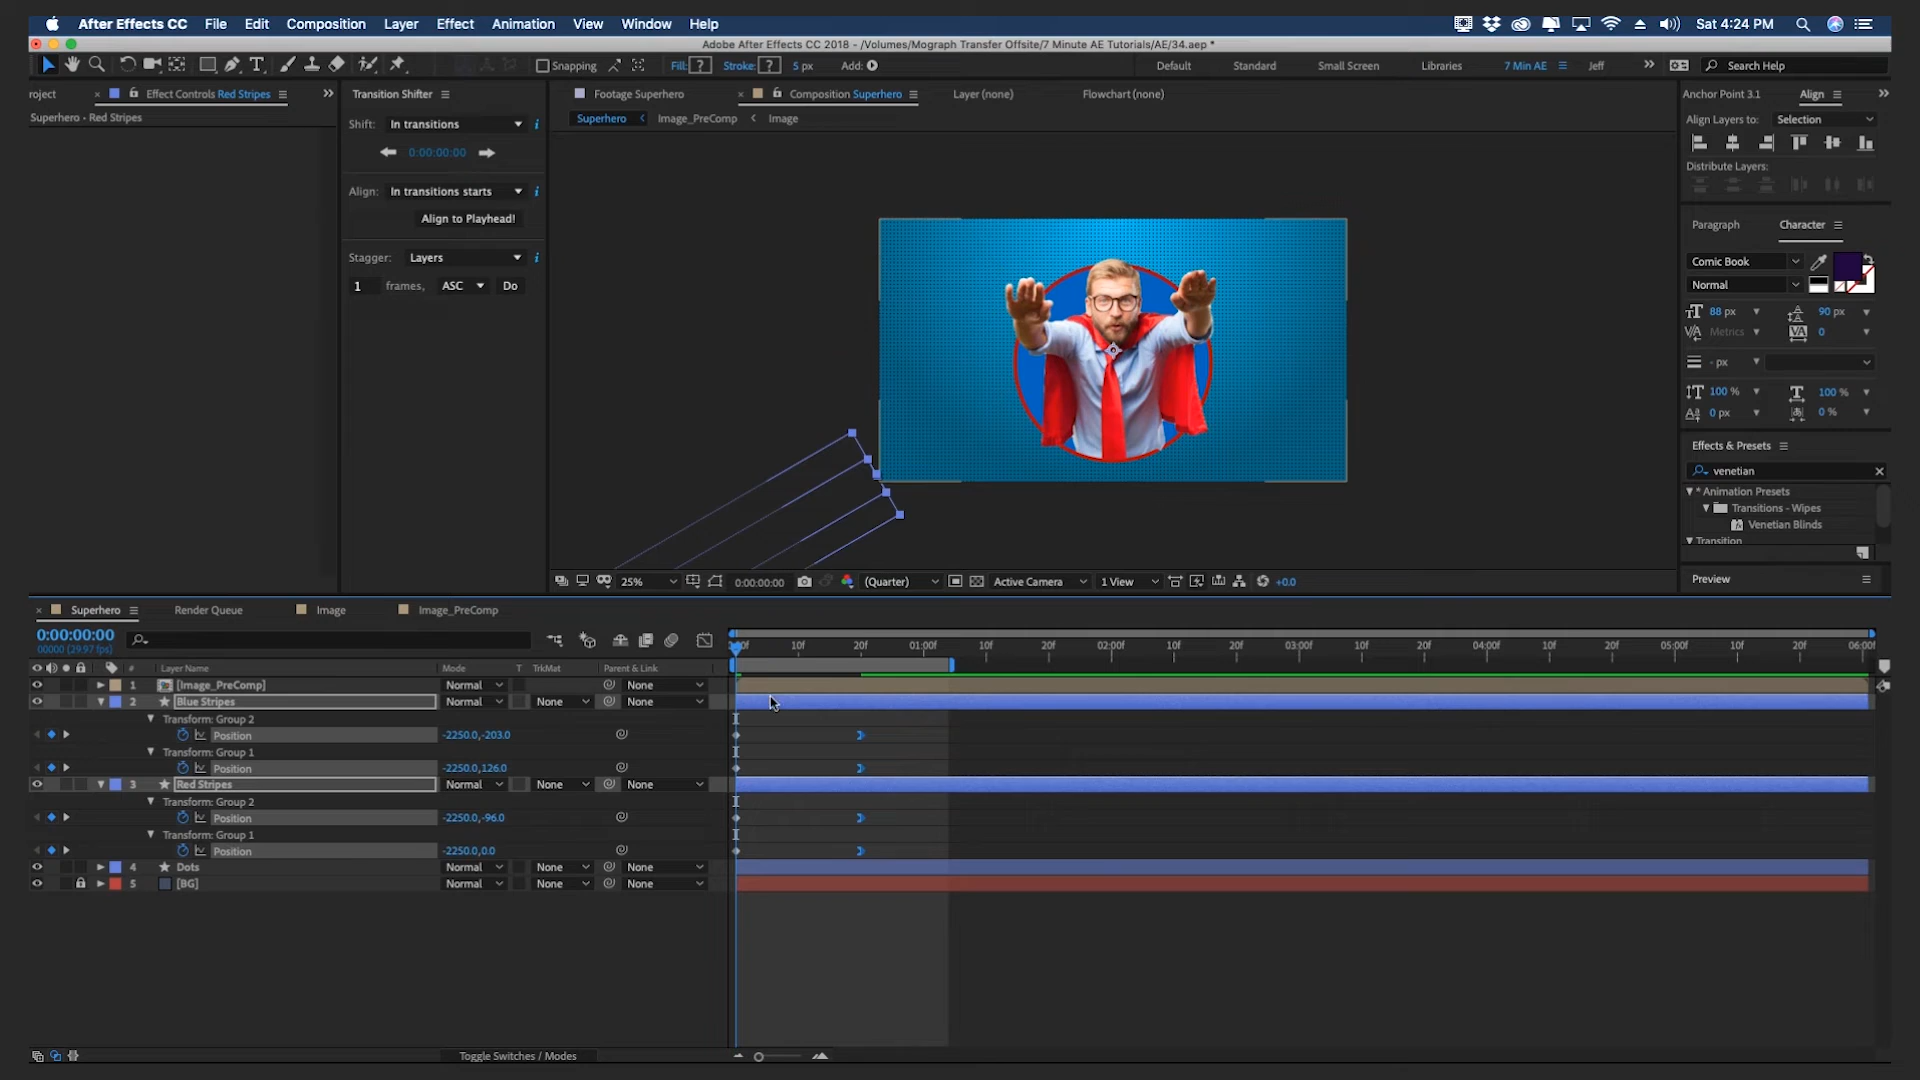 After Effects CC File Edit Composition Layer Effect Animation View Window Help Sat 4:24 PM
Adobe After Effects CC 2018 - /Volumes/Mograph Transfer Offsite/7 Minute AE Tutorials/AE/34.aep *
Snapping Fill: ? Stroke: ? 5 px Add: Default Standard Small Screen Libraries 7 Min AE Jeff Search Help
roject Effect Controls Red Stripes Transition Shifter Footage Superhero Composition Superhero Layer (none) Flowchart (none) Anchor Point 3.1 Align
Superhero - Red Stripes Shift: In transitions Superhero Image_PreComp Image Align Layers to: Selection
0:00:00:00
Distribute Layers:
Align: In transitions starts
Align to Playhead!
Paragraph Character
Stagger: Layers
Comic Book
1 frames, ASC Do
Normal
88 px 90 px
Metrics 0
- px
100 % 100 %
0 px 0 %
Effects & Presets
venetian
* Animation Presets
Transitions - Wipes
Venetian Blinds
Transition
25% 0:00:00:00 (Quarter) Active Camera 1 View +0.0
Preview
Superhero Render Queue Image Image_PreComp
0:00:00:00
00000 (29.97 fps)
10f 20f 01:00f 10f 20f 02:00f 10f 20f 03:00f 10f 20f 04:00f 10f 20f 05:00f 10f 20f 06:00f
# Layer Name Mode T TrkMat Parent & Link
1 [Image_PreComp] Normal None
2 Blue Stripes Normal None None
Transform: Group 2
Position -2250.0,-203.0
Transform: Group 1
Position -2250.0,126.0
3 Red Stripes Normal None None
Transform: Group 2
Position -2250.0,-96.0
Transform: Group 1
Position -2250.0,0.0
4 Dots Normal None None
5 [BG] Normal None None
Toggle Switches / Modes